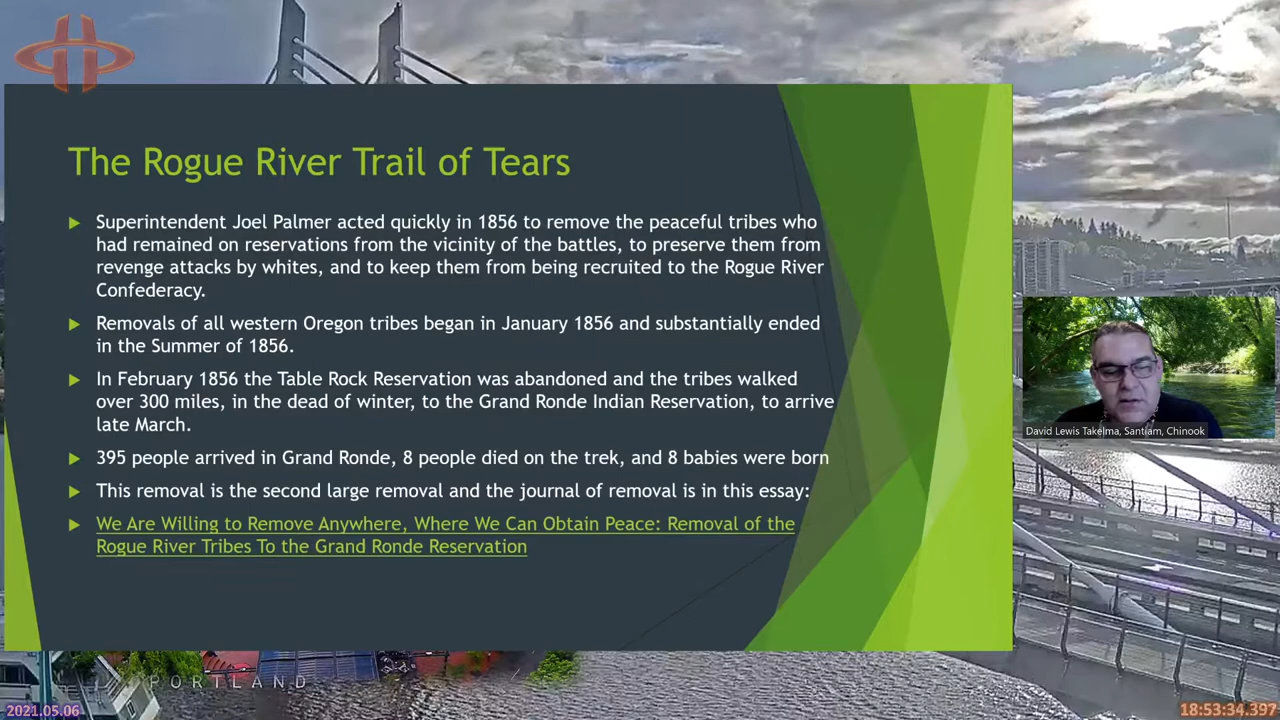 The Rogue River Trail of Tears
Superintendent Joel Palmer acted quickly in 1856 to remove the peaceful tribes who
had remained on reservations from the vicinity of the battles, to preserve them from
revenge attacks by whites, and to keep them from being recruited to the Rogue River
Confederacy.
Removals of all western Oregon tribes began in January 1856 and substantially ended
in the Summer of 1856.
In February 1856 the Table Rock Reservation was abandoned and the tribes walked
over 300 miles, in the dead of winter, to the Grand Ronde Indian Reservation, to arrive
late March.
395 people arrived in Grand Ronde, 8 people died on the trek, and 8 babies were born
This removal is the second large removal and the journal of removal is in this essay:
We Are Willing to Remove Anywhere, Where We Can Obtain Peace: Removal of the
Rogue River Tribes To the Grand Ronde Reservation
David Lewis Takelma, Santiam, Chinook
PORTLAND
2021.05.06
18:53:34.397